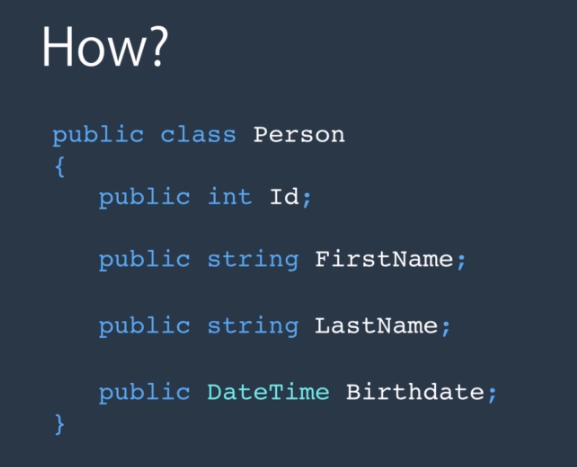 How?
public class Person
{
public int Id;
public string FirstName;
public string LastName;
public DateTime Birthdate;
}